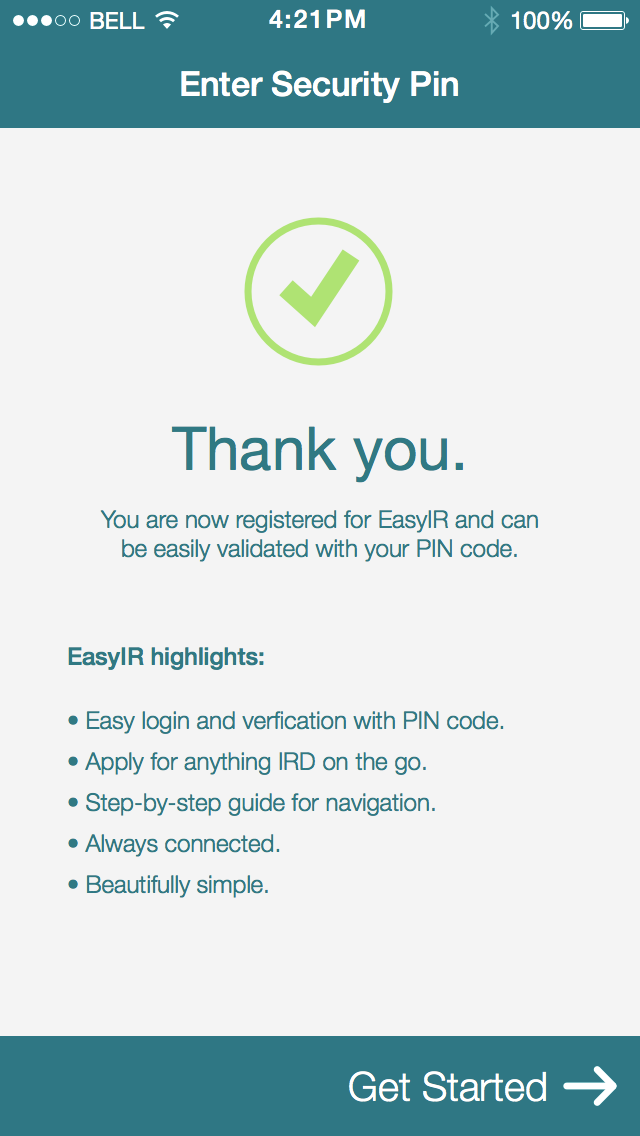 BELL 4:21PM 100%
Enter Security Pin
Thank you.
You are now registered for EasyIR and can
be easily validated with your PIN code.
EasyIR highlights:
• Easy login and verfication with PIN code.
• Apply for anything IRD on the go.
• Step-by-step guide for navigation.
• Always connected.
• Beautifully simple.
Get Started